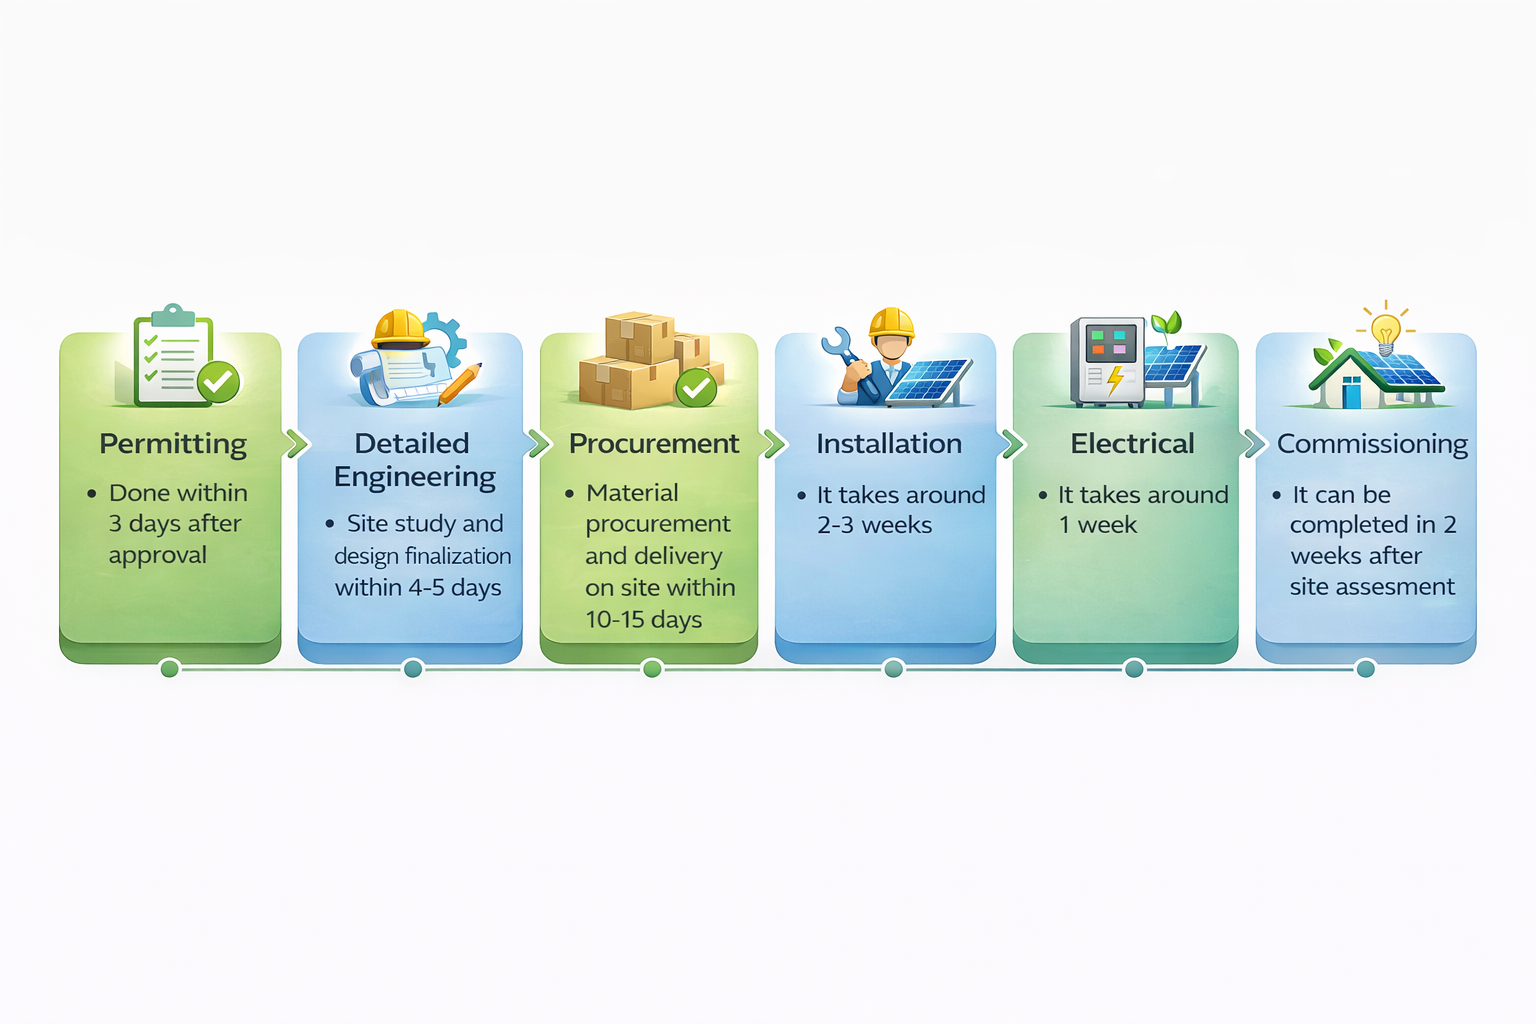 Permitting
• Done within
3 days after
approval
Detailed
Engineering
• Site study and
design finalization
within 4-5 days
Procurement
• Material
procurement
and delivery
on site within
10-15 days
Installation
• It takes around
2-3 weeks
Electrical
• It takes around
1 week
Commissioning
• It can be
completed in 2
weeks after
site assesment